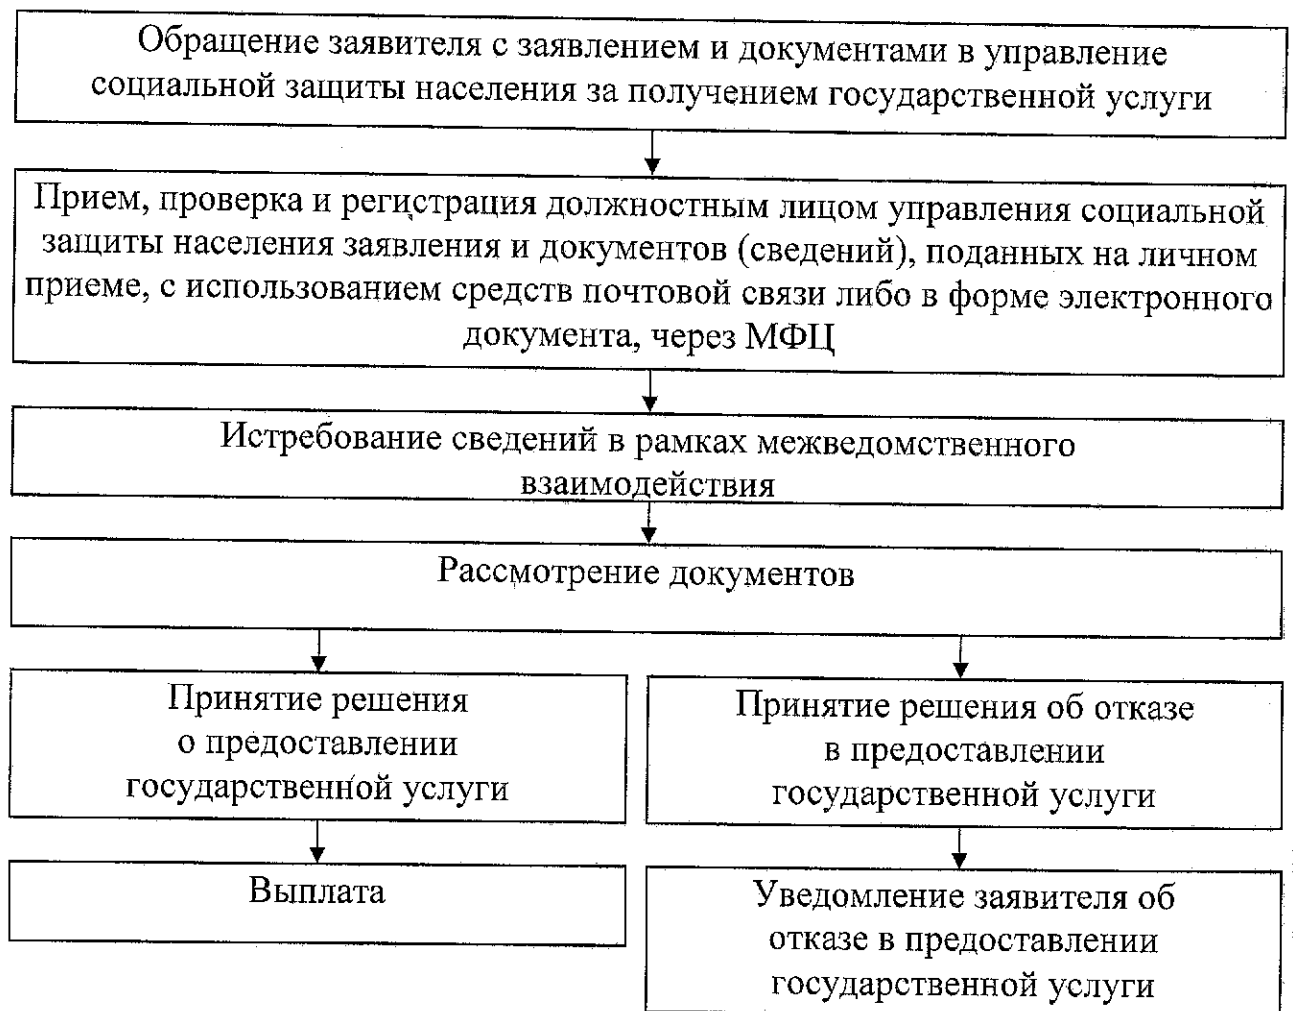 Обращение заявителя с заявлением и документами в управление
социальной защиты населения за получением государственной услуги
Прием, проверка и регистрация должностным лицом управления социальной
защиты населения заявления и документов (сведений), поданных на личном
приеме, с использованием средств почтовой связи либо в форме электронного
документа, через МФЦ
Истребование сведений в рамках межведомственного
взаимодействия
Рассмотрение документов
Принятие решения
о предоставлении
государственной услуги
Принятие решения об отказе
в предоставлении
государственной услуги
Выплата
Уведомление заявителя об
отказе в предоставлении
государственной услуги